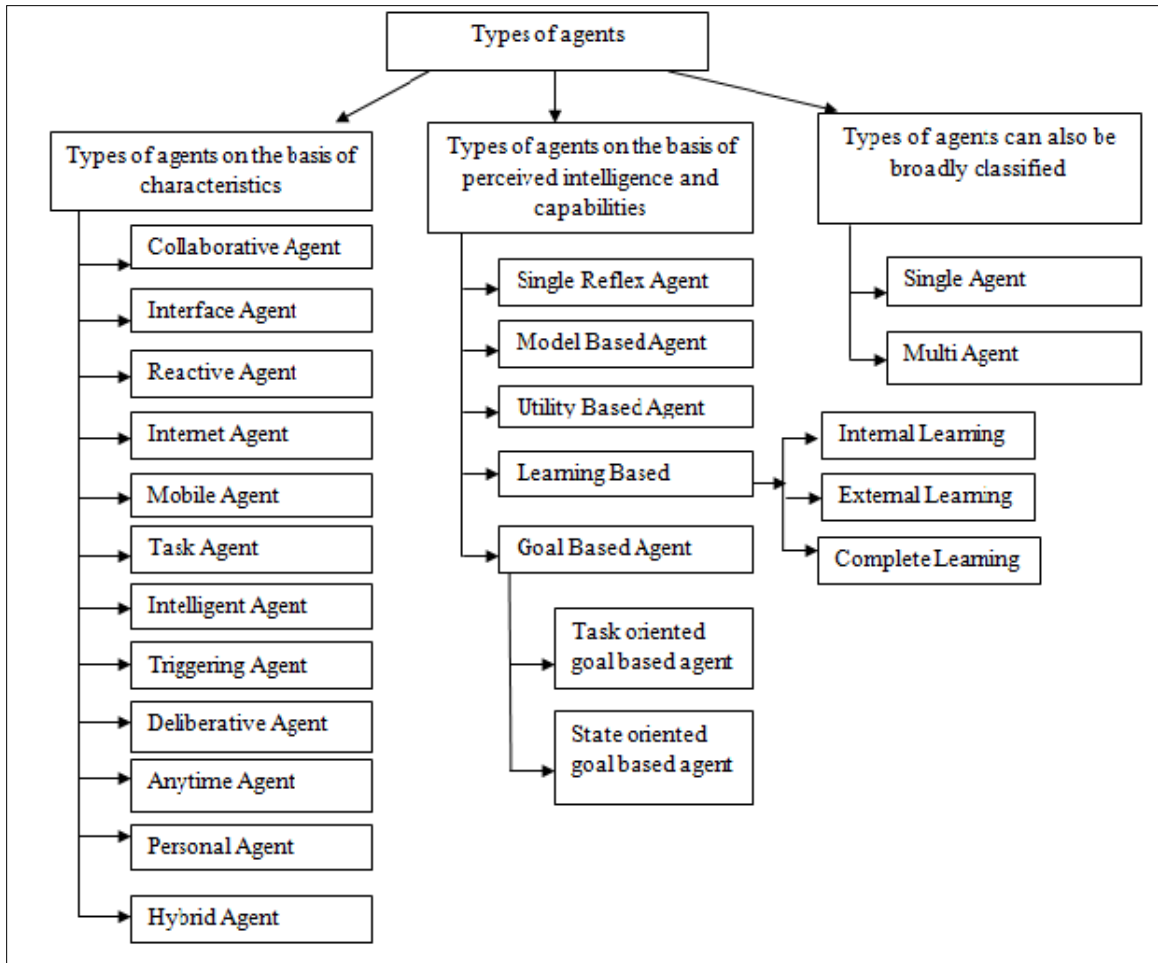 Types of agents
Types of agents on the basis of
characteristics
Collaborative Agent
Interface Agent
Reactive Agent
Internet Agent
Mobile Agent
Task Agent
Intelligent Agent
Triggering Agent
Deliberative Agent
Anytime Agent
Personal Agent
Hybrid Agent
Types of agents on the basis of
perceived intelligence and
capabilities
Single Reflex Agent
Model Based Agent
Utility Based Agent
Learning Based
Internal Learning
External Learning
Complete Learning
Goal Based Agent
Task oriented
goal based agent
State oriented
goal based agent
Types of agents can also be
broadly classified
Single Agent
Multi Agent